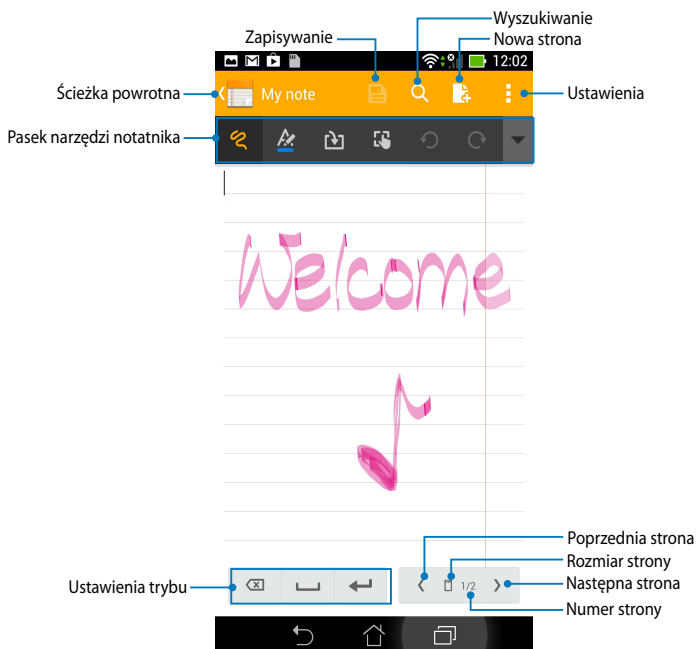 Wyszukiwanie
Zapisywanie
Nowa strona
12:02
Ścieżka powrotna
My note
Ustawienia
Pasek narzędzi notatnika
Welcome
Poprzednia strona
Rozmiar strony
Ustawienia trybu
1/2
Następna strona
Numer strony